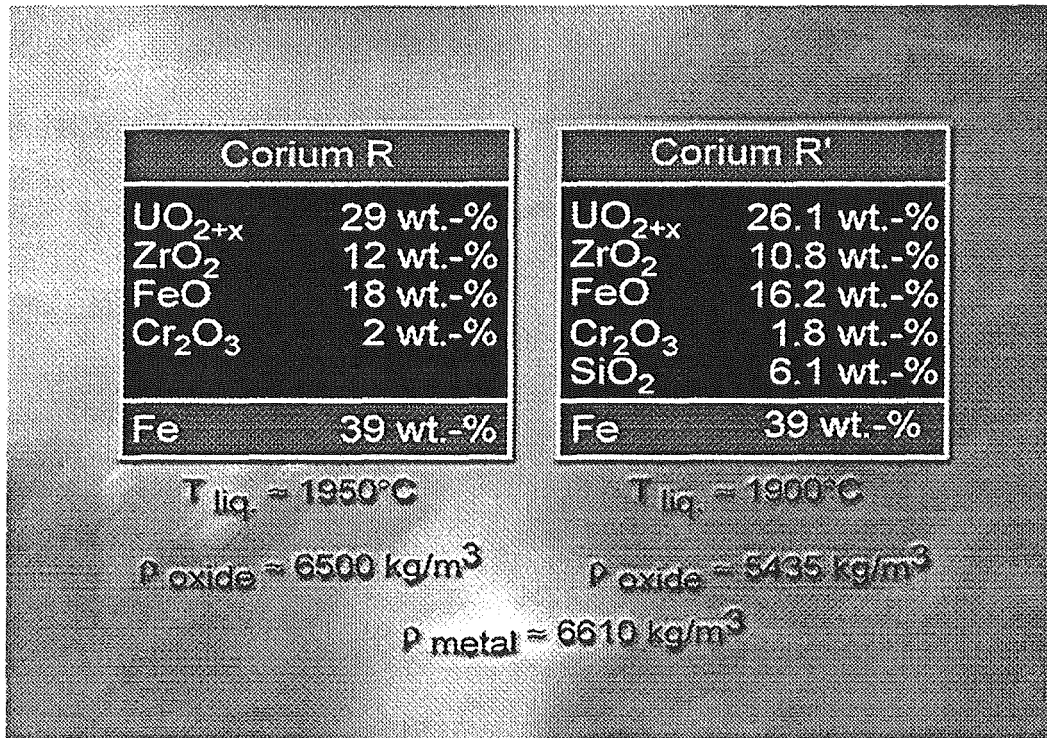 Corium R
UO2+x 29 wt.-%
ZrO2 12 wt.-%
FeO 18 wt.-%
Cr2O3 2 wt.-%
Fe 39 wt.-%
T liq. ≈ 1950°C
ρ oxide ≈ 6500 kg/m³
Corium R'
UO2+x 26.1 wt.-%
ZrO2 10.8 wt.-%
FeO 16.2 wt.-%
Cr2O3 1.8 wt.-%
SiO2 6.1 wt.-%
Fe 39 wt.-%
T liq. ≈ 1900°C
ρ oxide ≈ 5435 kg/m³
ρ metal ≈ 6610 kg/m³